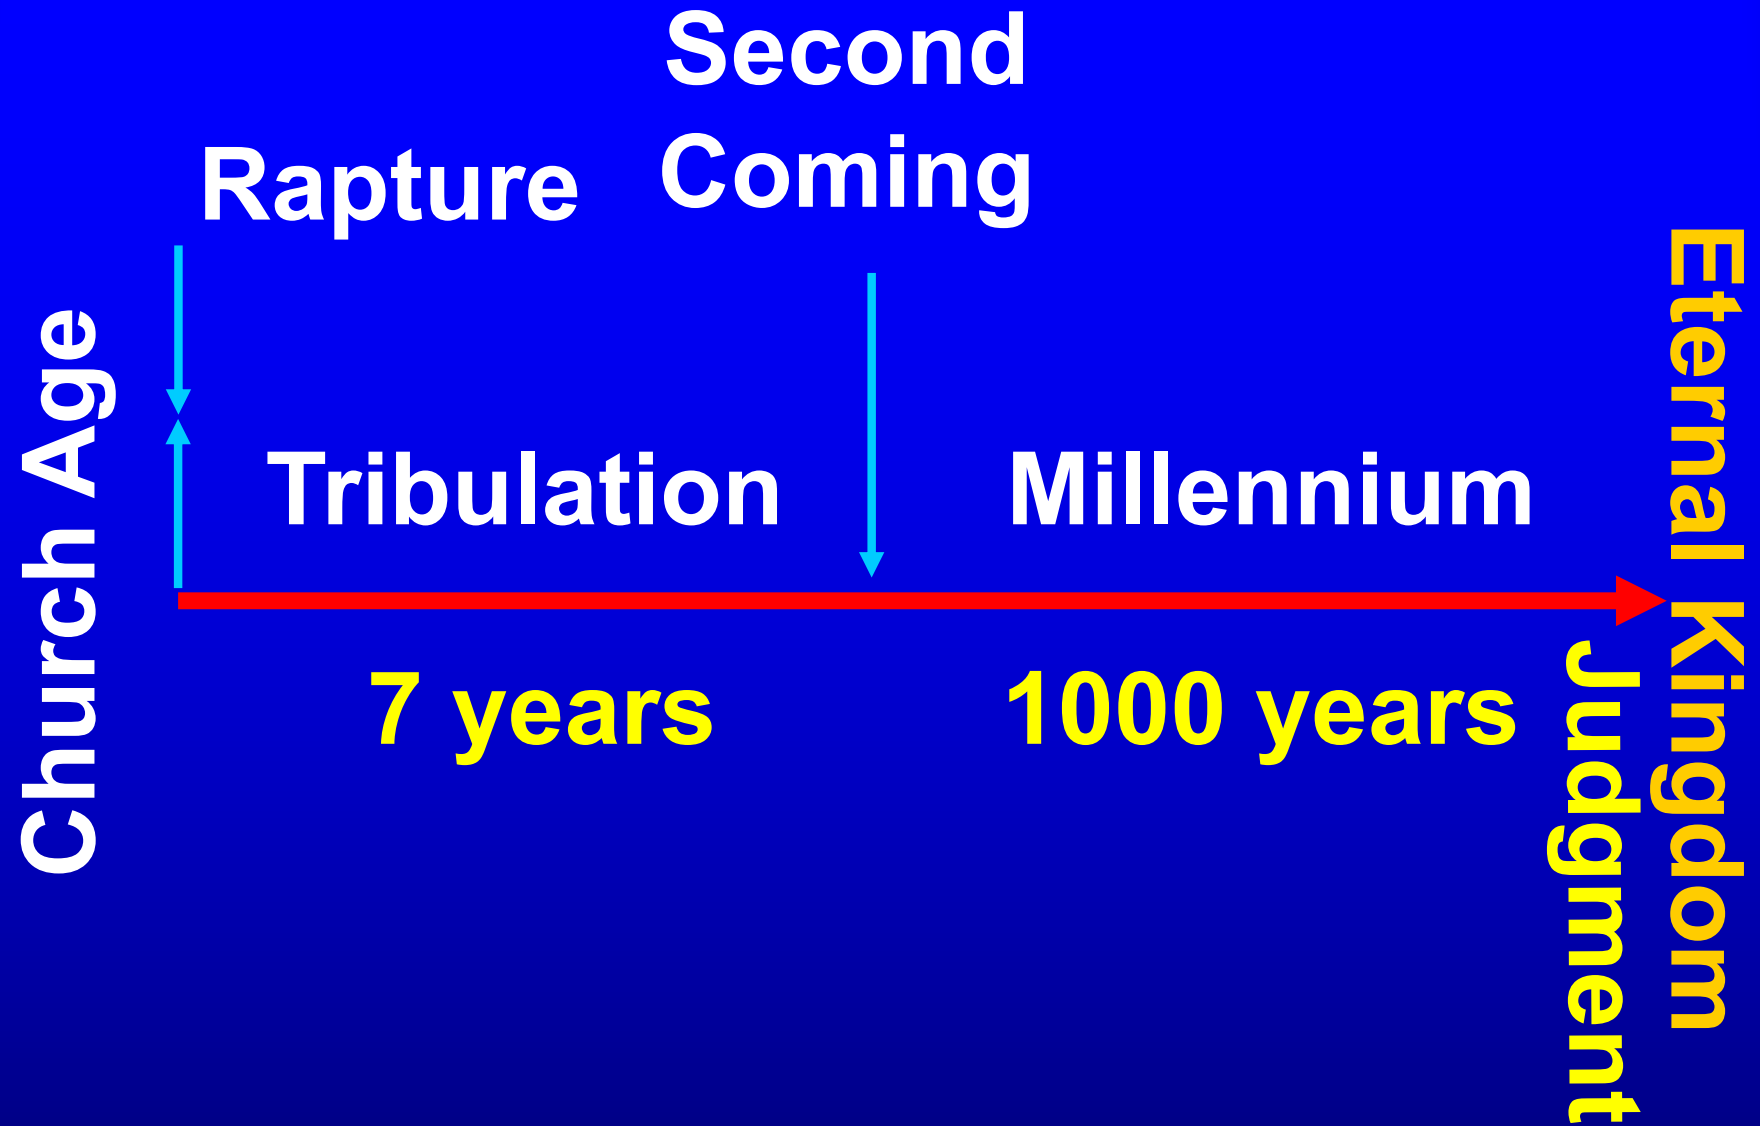 Second
Coming
Rapture
Church Age
Tribulation
Millennium
7 years
1000 years
Judgment
Eternal Kingdom